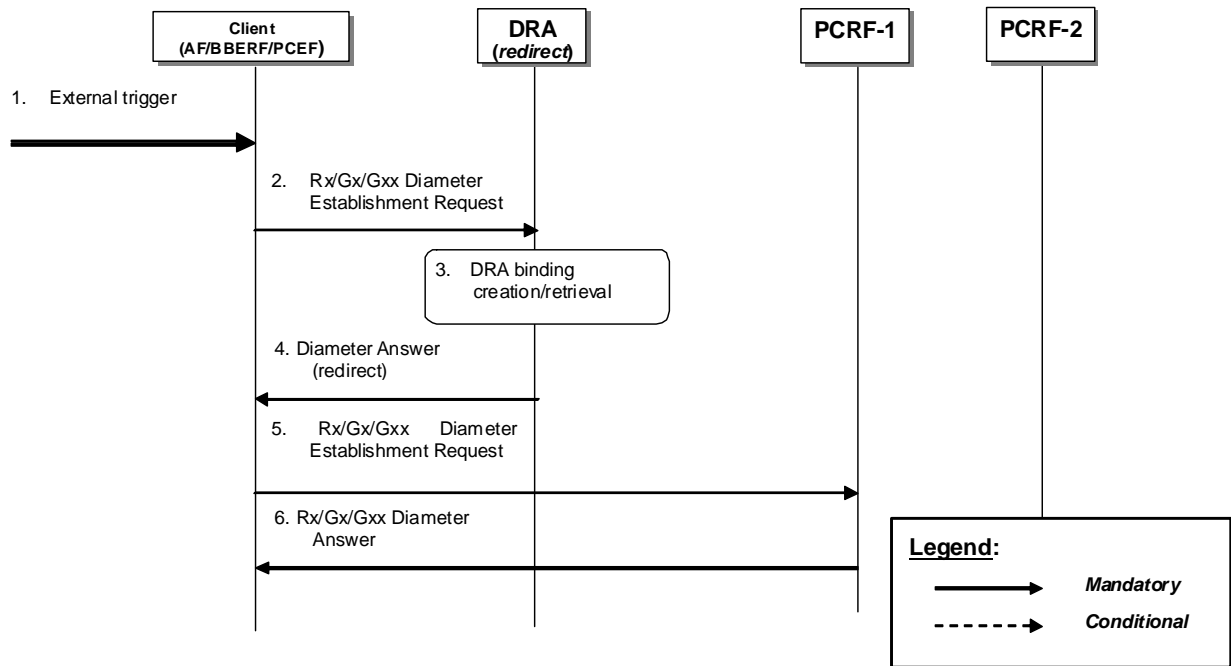 Client
(AF/BBERF/PCEF)
DRA
(redirect)
PCRF-1
PCRF-2
1. External trigger
2. Rx/Gx/Gxx Diameter
Establishment Request
3. DRA binding
creation/retrieval
4. Diameter Answer
(redirect)
5. Rx/Gx/Gxx Diameter
Establishment Request
6. Rx/Gx/Gxx Diameter
Answer
Legend:
Mandatory
Conditional